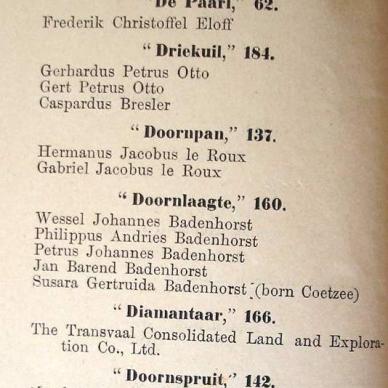 "De Paarl," 62.
Frederik Christoffel Eloff
"Driekuil," 184.
Gerhardus Petrus Otto
Gert Petrus Otto
Caspardus Bresler
"Doornpan," 137.
Hermanus Jacobus le Roux
Gabriel Jacobus le Roux
"Doornlaagte," 160.
Wessel Johannes Badenhorst
Philippus Andries Badenhorst
Petrus Johannes Badenhorst
Jan Barend Badenhorst
Susara Gertruida Badenhorst (born Coetzee)
"Diamantaar," 166.
The Transvaal Consolidated Land and Explora-
tion Co., Ltd.
"Doornspruit," 142.